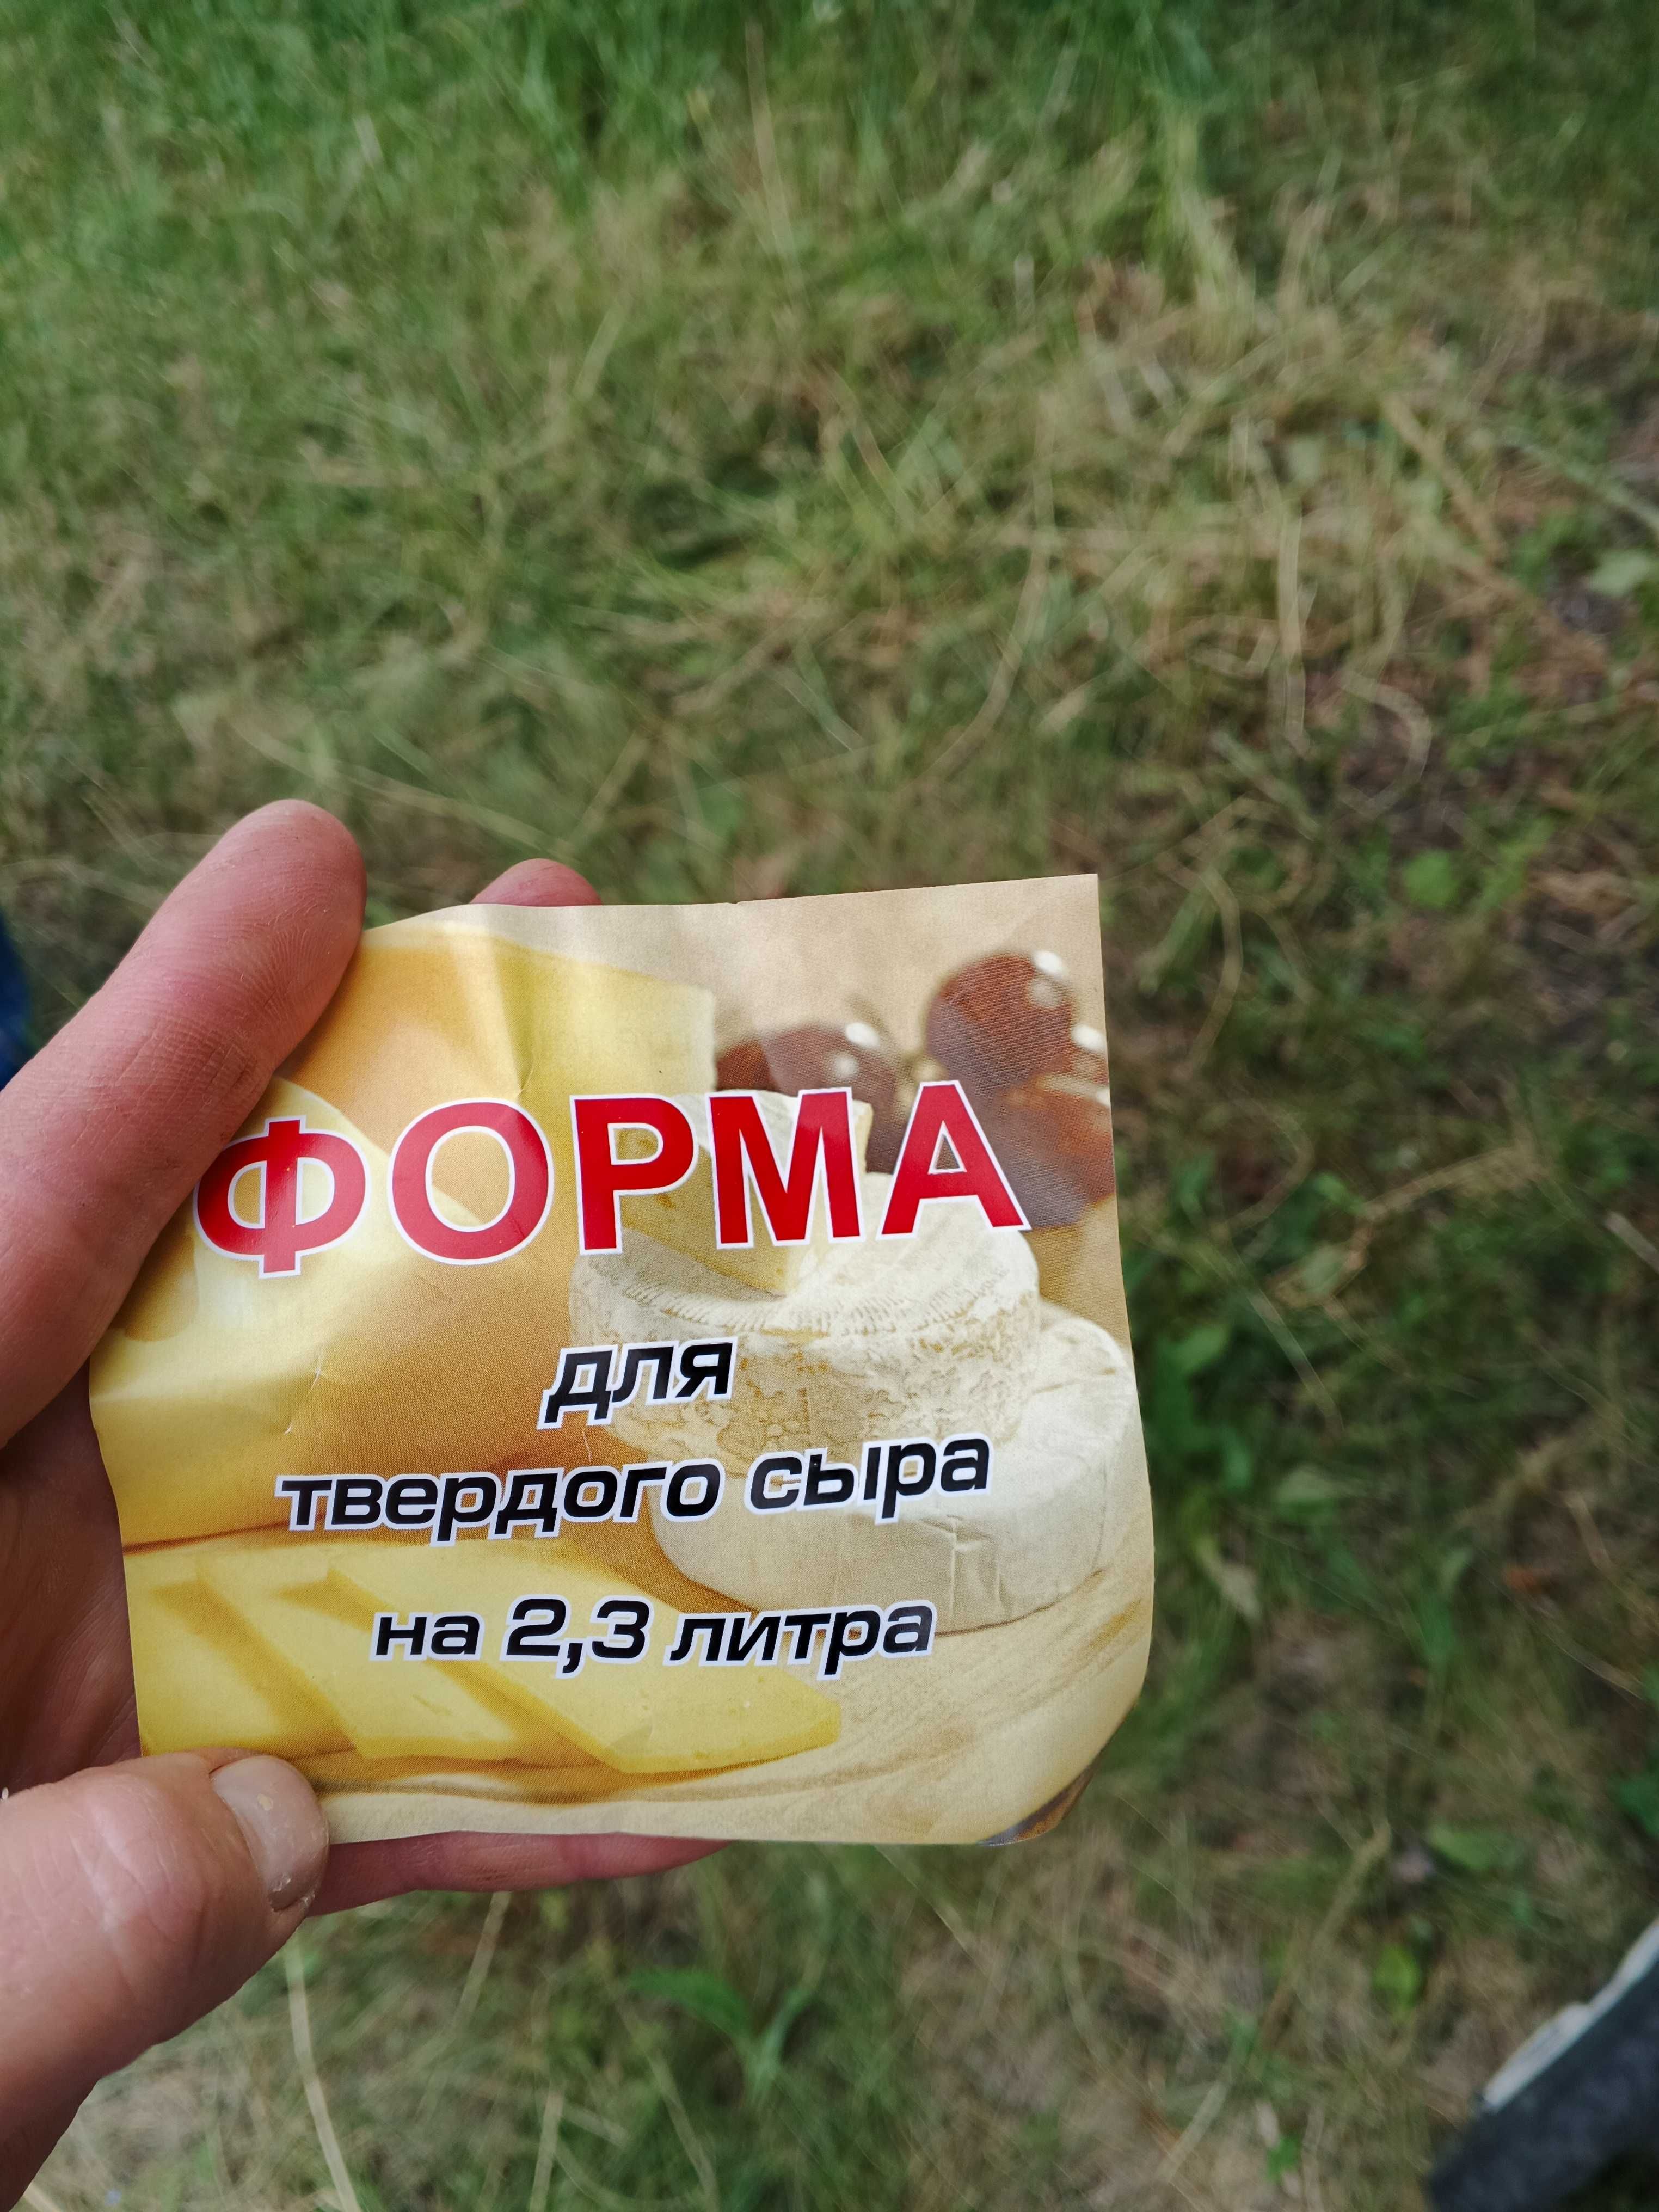 ФОРМА
для
твердого сыра
на 2,3 литра